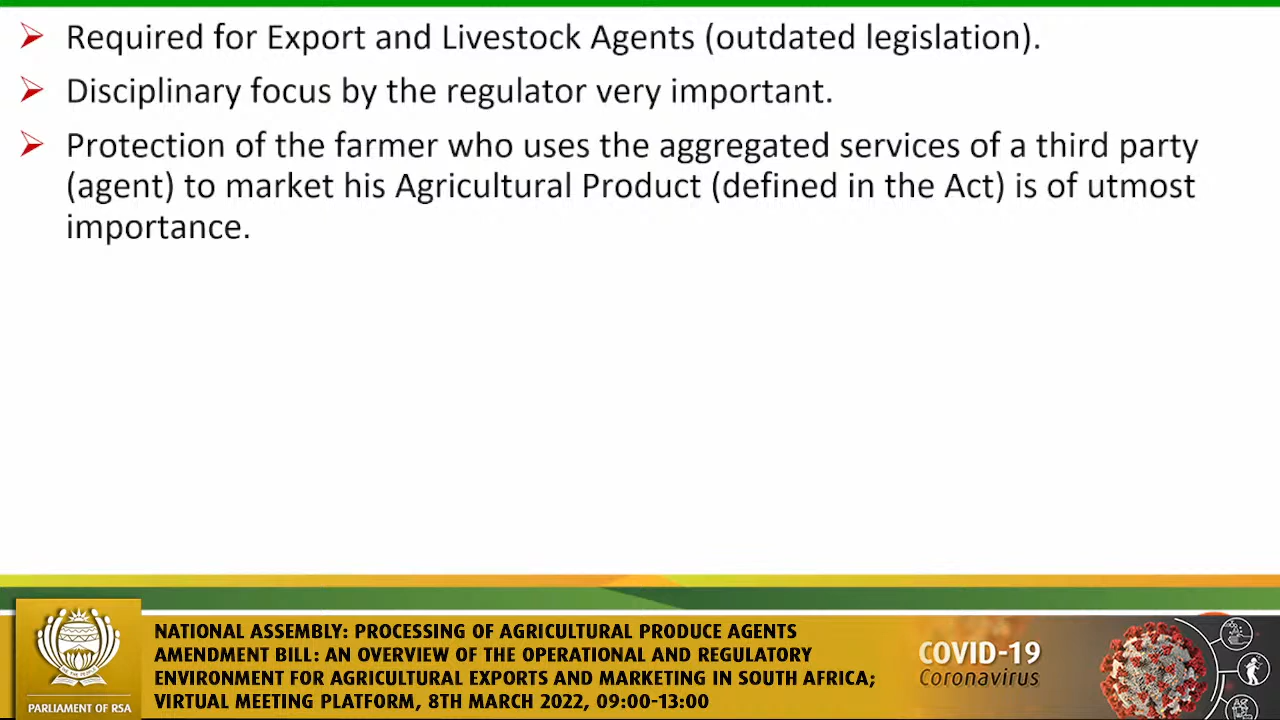 Required for Export and Livestock Agents (outdated legislation).
Disciplinary focus by the regulator very important.
Protection of the farmer who uses the aggregated services of a third party
(agent) to market his Agricultural Product (defined in the Act) is of utmost
importance.
NATIONAL ASSEMBLY: PROCESSING OF AGRICULTURAL PRODUCE AGENTS
AMENDMENT BILL: AN OVERVIEW OF THE OPERATIONAL AND REGULATORY
ENVIRONMENT FOR AGRICULTURAL EXPORTS AND MARKETING IN SOUTH AFRICA;
VIRTUAL MEETING PLATFORM, 8TH MARCH 2022, 09:00-13:00
PARLIAMENT OF RSA
COVID-19
Coronavirus